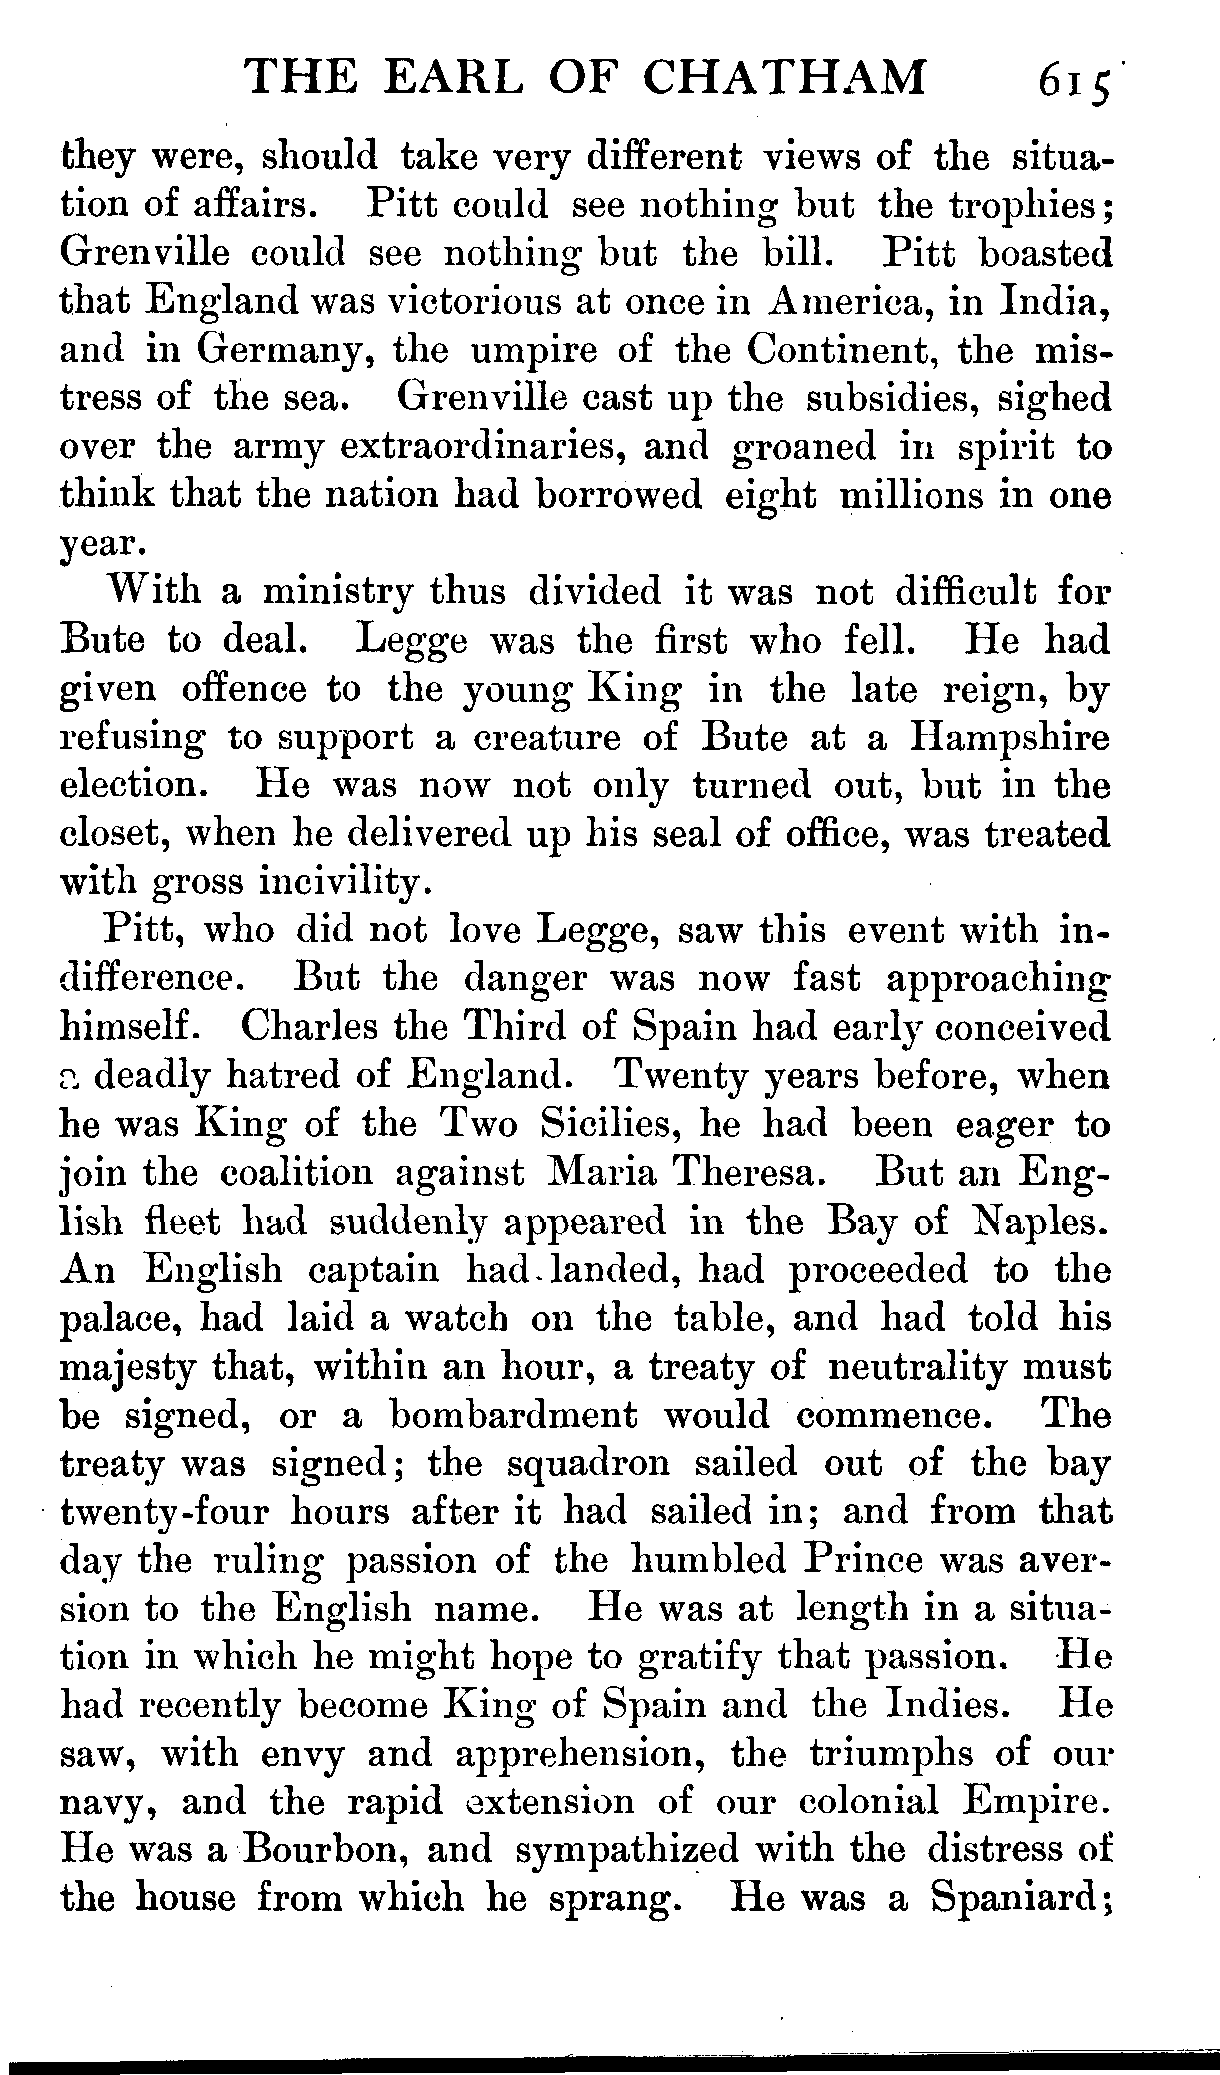 THE EARL OF CHATHAM 615
they were, should take very different views of the situa-
tion of affairs. Pitt could see nothing but the trophies;
Grenville could see nothing but the bill. Pitt boasted
that England was victorious at once in America, in India,
and in Germany, the umpire of the Continent, the mis-
tress of the sea. Grenville cast up the subsidies, sighed
over the army extraordinaries, and groaned in spirit to
think that the nation had borrowed eight millions in one
year.
With a ministry thus divided it was not difficult for
Bute to deal. Legge was the first who fell. He had
given offence to the young King in the late reign, by
refusing to support a creature of Bute at a Hampshire
election. He was now not only turned out, but in the
closet, when he delivered up his seal of office, was treated
with gross incivility.
Pitt, who did not love Legge, saw this event with in-
difference. But the danger was now fast approaching
himself. Charles the Third of Spain had early conceived
a deadly hatred of England. Twenty years before, when
he was King of the Two Sicilies, he had been eager to
join the coalition against Maria Theresa. But an Eng-
lish fleet had suddenly appeared in the Bay of Naples.
An English captain had landed, had proceeded to the
palace, had laid a watch on the table, and had told his
majesty that, within an hour, a treaty of neutrality must
be signed, or a bombardment would commence. The
treaty was signed; the squadron sailed out of the bay
twenty-four hours after it had sailed in; and from that
day the ruling passion of the humbled Prince was aver-
sion to the English name. He was at length in a situa-
tion in which he might hope to gratify that passion. He
had recently become King of Spain and the Indies. He
saw, with envy and apprehension, the triumphs of our
navy, and the rapid extension of our colonial Empire.
He was a Bourbon, and sympathized with the distress of
the house from which he sprang. He was a Spaniard;